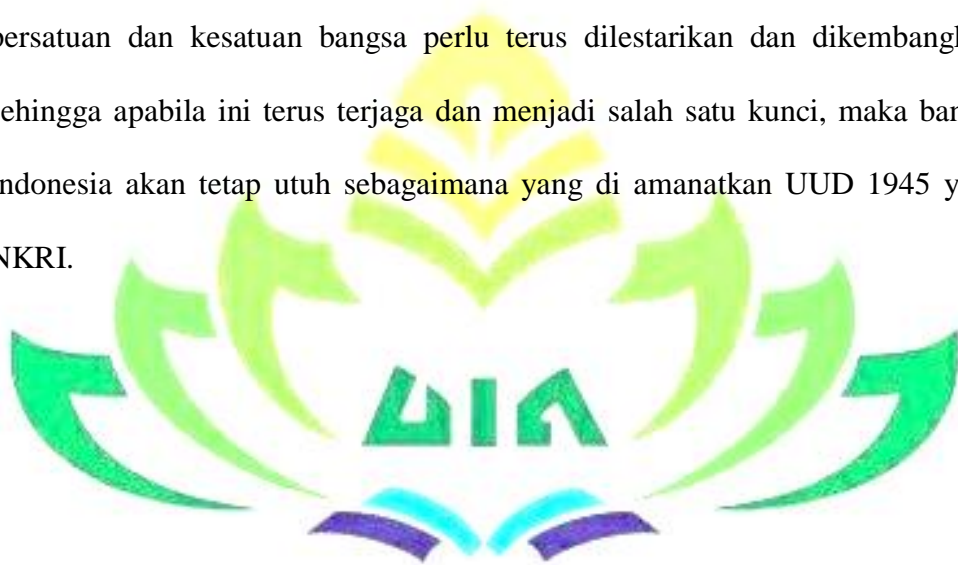 persatuan dan kesatuan bangsa perlu terus dilestarikan dan dikembangk
ehingga apabila ini terus terjaga dan menjadi salah satu kunci, maka ban
ndonesia akan tetap utuh sebagaimana yang di amanatkan UUD 1945 y
NKRI.